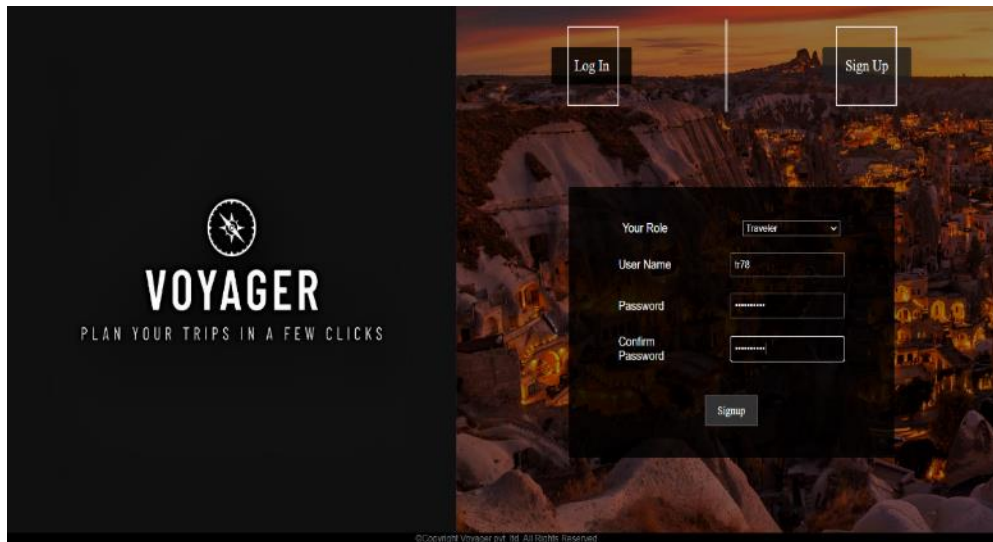 Log In
Sign Up
VOYAGER
PLAN YOUR TRIPS IN A FEW CLICKS
Your Role
Traveler
User Name
tr78
Password
••••••••••
Confirm
Password
••••••••••
Signup
©Copyright Voyager pvt. ltd. All Rights Reserved